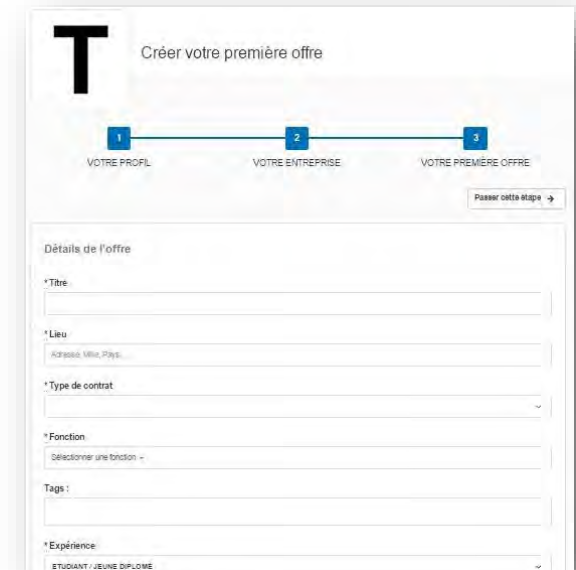 T
Créer votre première offre
1 2 3
VOTRE PROFIL VOTRE ENTREPRISE VOTRE PREMIÈRE OFFRE
Passer cette étape →
Détails de l'offre
* Titre
* Lieu
Adresse, Ville, Pays...
* Type de contrat
* Fonction
Sélectionner une fonction
Tags :
* Expérience
ETUDIANT / JEUNE DIPLOMÉ